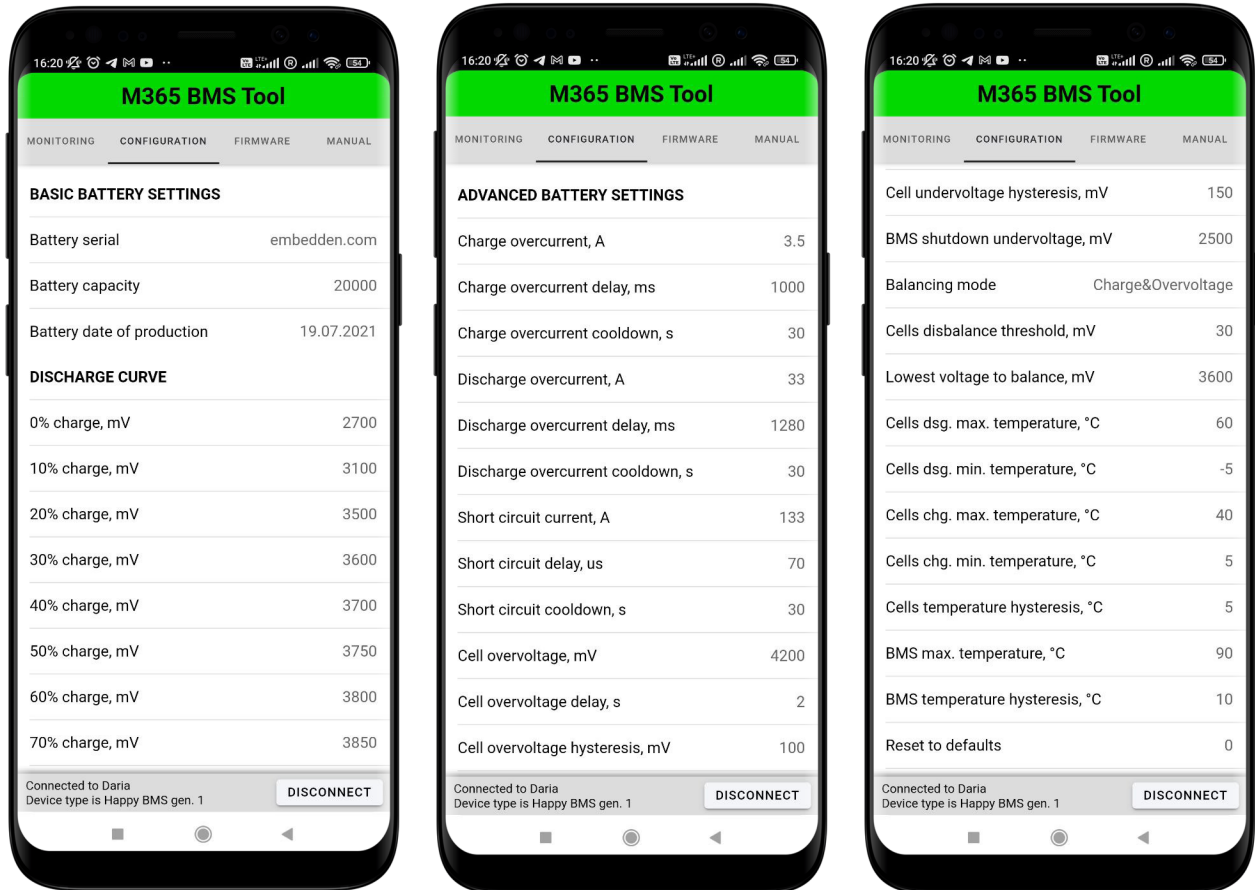 16:20
54
M365 BMS Tool
MONITORING CONFIGURATION FIRMWARE MANUAL
BASIC BATTERY SETTINGS
Battery serial embedden.com
Battery capacity 20000
Battery date of production 19.07.2021
DISCHARGE CURVE
0% charge, mV 2700
10% charge, mV 3100
20% charge, mV 3500
30% charge, mV 3600
40% charge, mV 3700
50% charge, mV 3750
60% charge, mV 3800
70% charge, mV 3850
Connected to Daria
Device type is Happy BMS gen. 1
DISCONNECT
16:20
54
M365 BMS Tool
MONITORING CONFIGURATION FIRMWARE MANUAL
ADVANCED BATTERY SETTINGS
Charge overcurrent, A 3.5
Charge overcurrent delay, ms 1000
Charge overcurrent cooldown, s 30
Discharge overcurrent, A 33
Discharge overcurrent delay, ms 1280
Discharge overcurrent cooldown, s 30
Short circuit current, A 133
Short circuit delay, us 70
Short circuit cooldown, s 30
Cell overvoltage, mV 4200
Cell overvoltage delay, s 2
Cell overvoltage hysteresis, mV 100
Connected to Daria
Device type is Happy BMS gen. 1
DISCONNECT
16:20
54
M365 BMS Tool
MONITORING CONFIGURATION FIRMWARE MANUAL
Cell undervoltage hysteresis, mV 150
BMS shutdown undervoltage, mV 2500
Balancing mode Charge&Overvoltage
Cells disbalance threshold, mV 30
Lowest voltage to balance, mV 3600
Cells dsg. max. temperature, °C 60
Cells dsg. min. temperature, °C -5
Cells chg. max. temperature, °C 40
Cells chg. min. temperature, °C 5
Cells temperature hysteresis, °C 5
BMS max. temperature, °C 90
BMS temperature hysteresis, °C 10
Reset to defaults 0
Connected to Daria
Device type is Happy BMS gen. 1
DISCONNECT